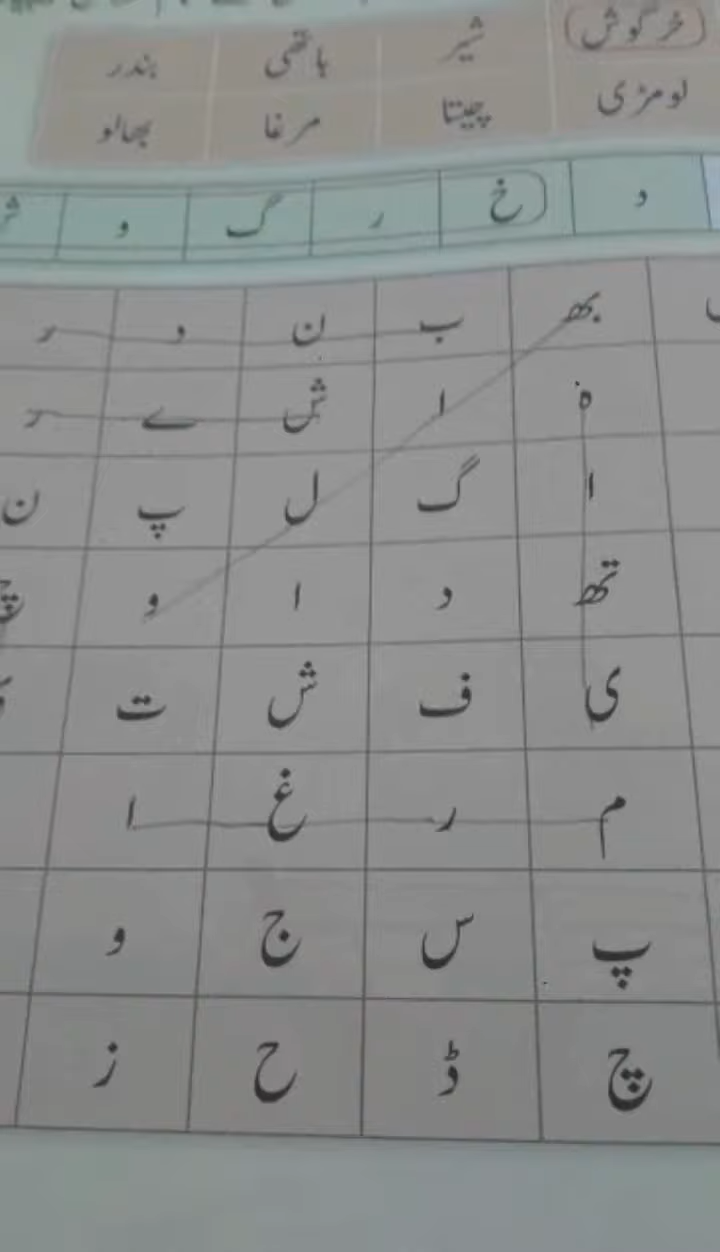 خرگوش شیر ہاتھی بندر
لومڑی چیتا مرغا بھالو
د خ ر گ و ش
بھ ب ن د ر
ہ ا ش ے ر
ا گ ل پ ن
تھ د ا و چ
ی ف ش ت
م ر غ ا
پ س ج و
چ ڈ ح ز